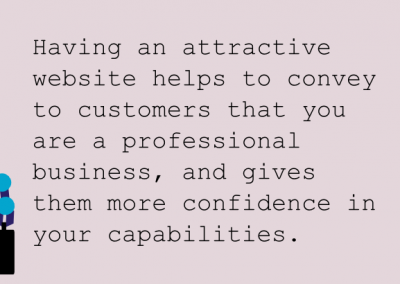 Having an attractive
website helps to convey
to customers that you
are a professional
business, and gives
them more confidence in
your capabilities.